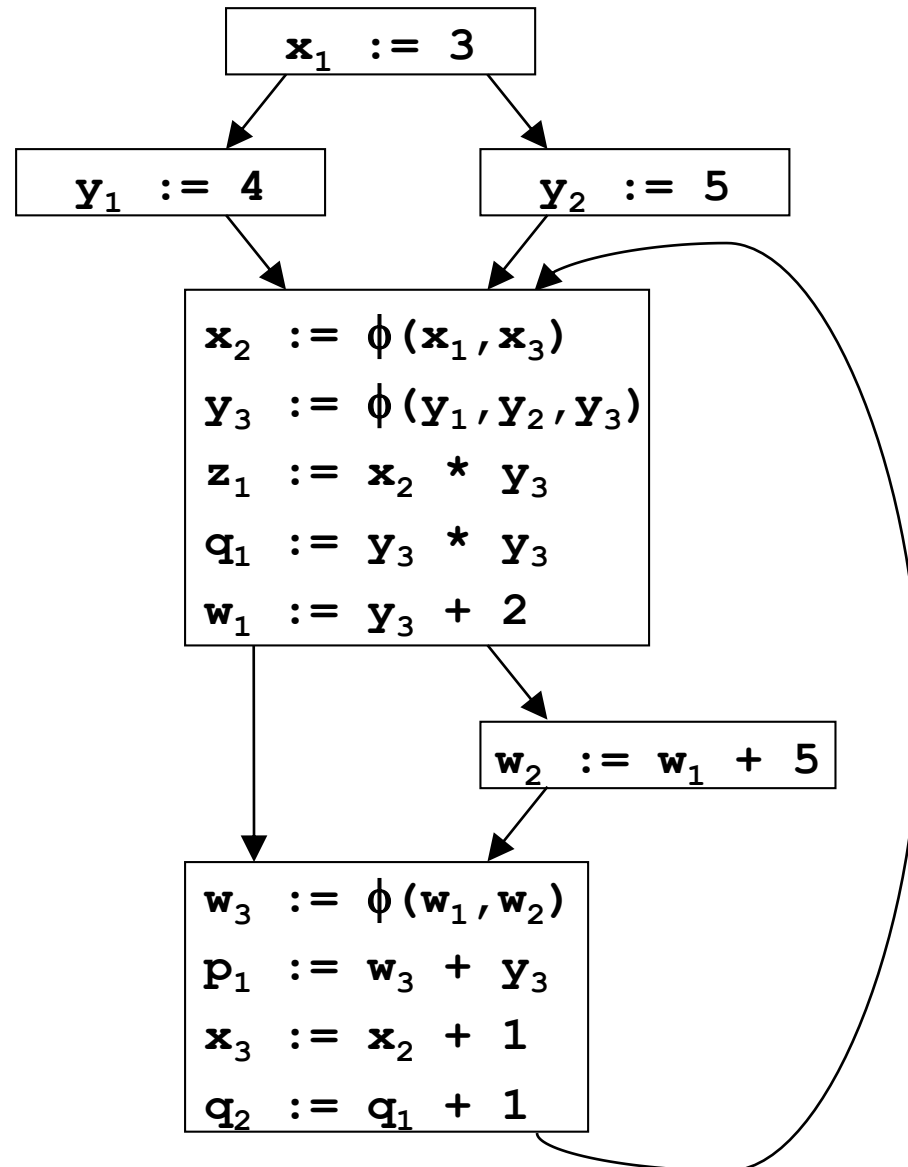 x₁ := 3
y₁ := 4
y₂ := 5
x₂ := ϕ(x₁,x₃)
y₃ := ϕ(y₁,y₂,y₃)
z₁ := x₂ * y₃
q₁ := y₃ * y₃
w₁ := y₃ + 2
w₂ := w₁ + 5
w₃ := ϕ(w₁,w₂)
p₁ := w₃ + y₃
x₃ := x₂ + 1
q₂ := q₁ + 1